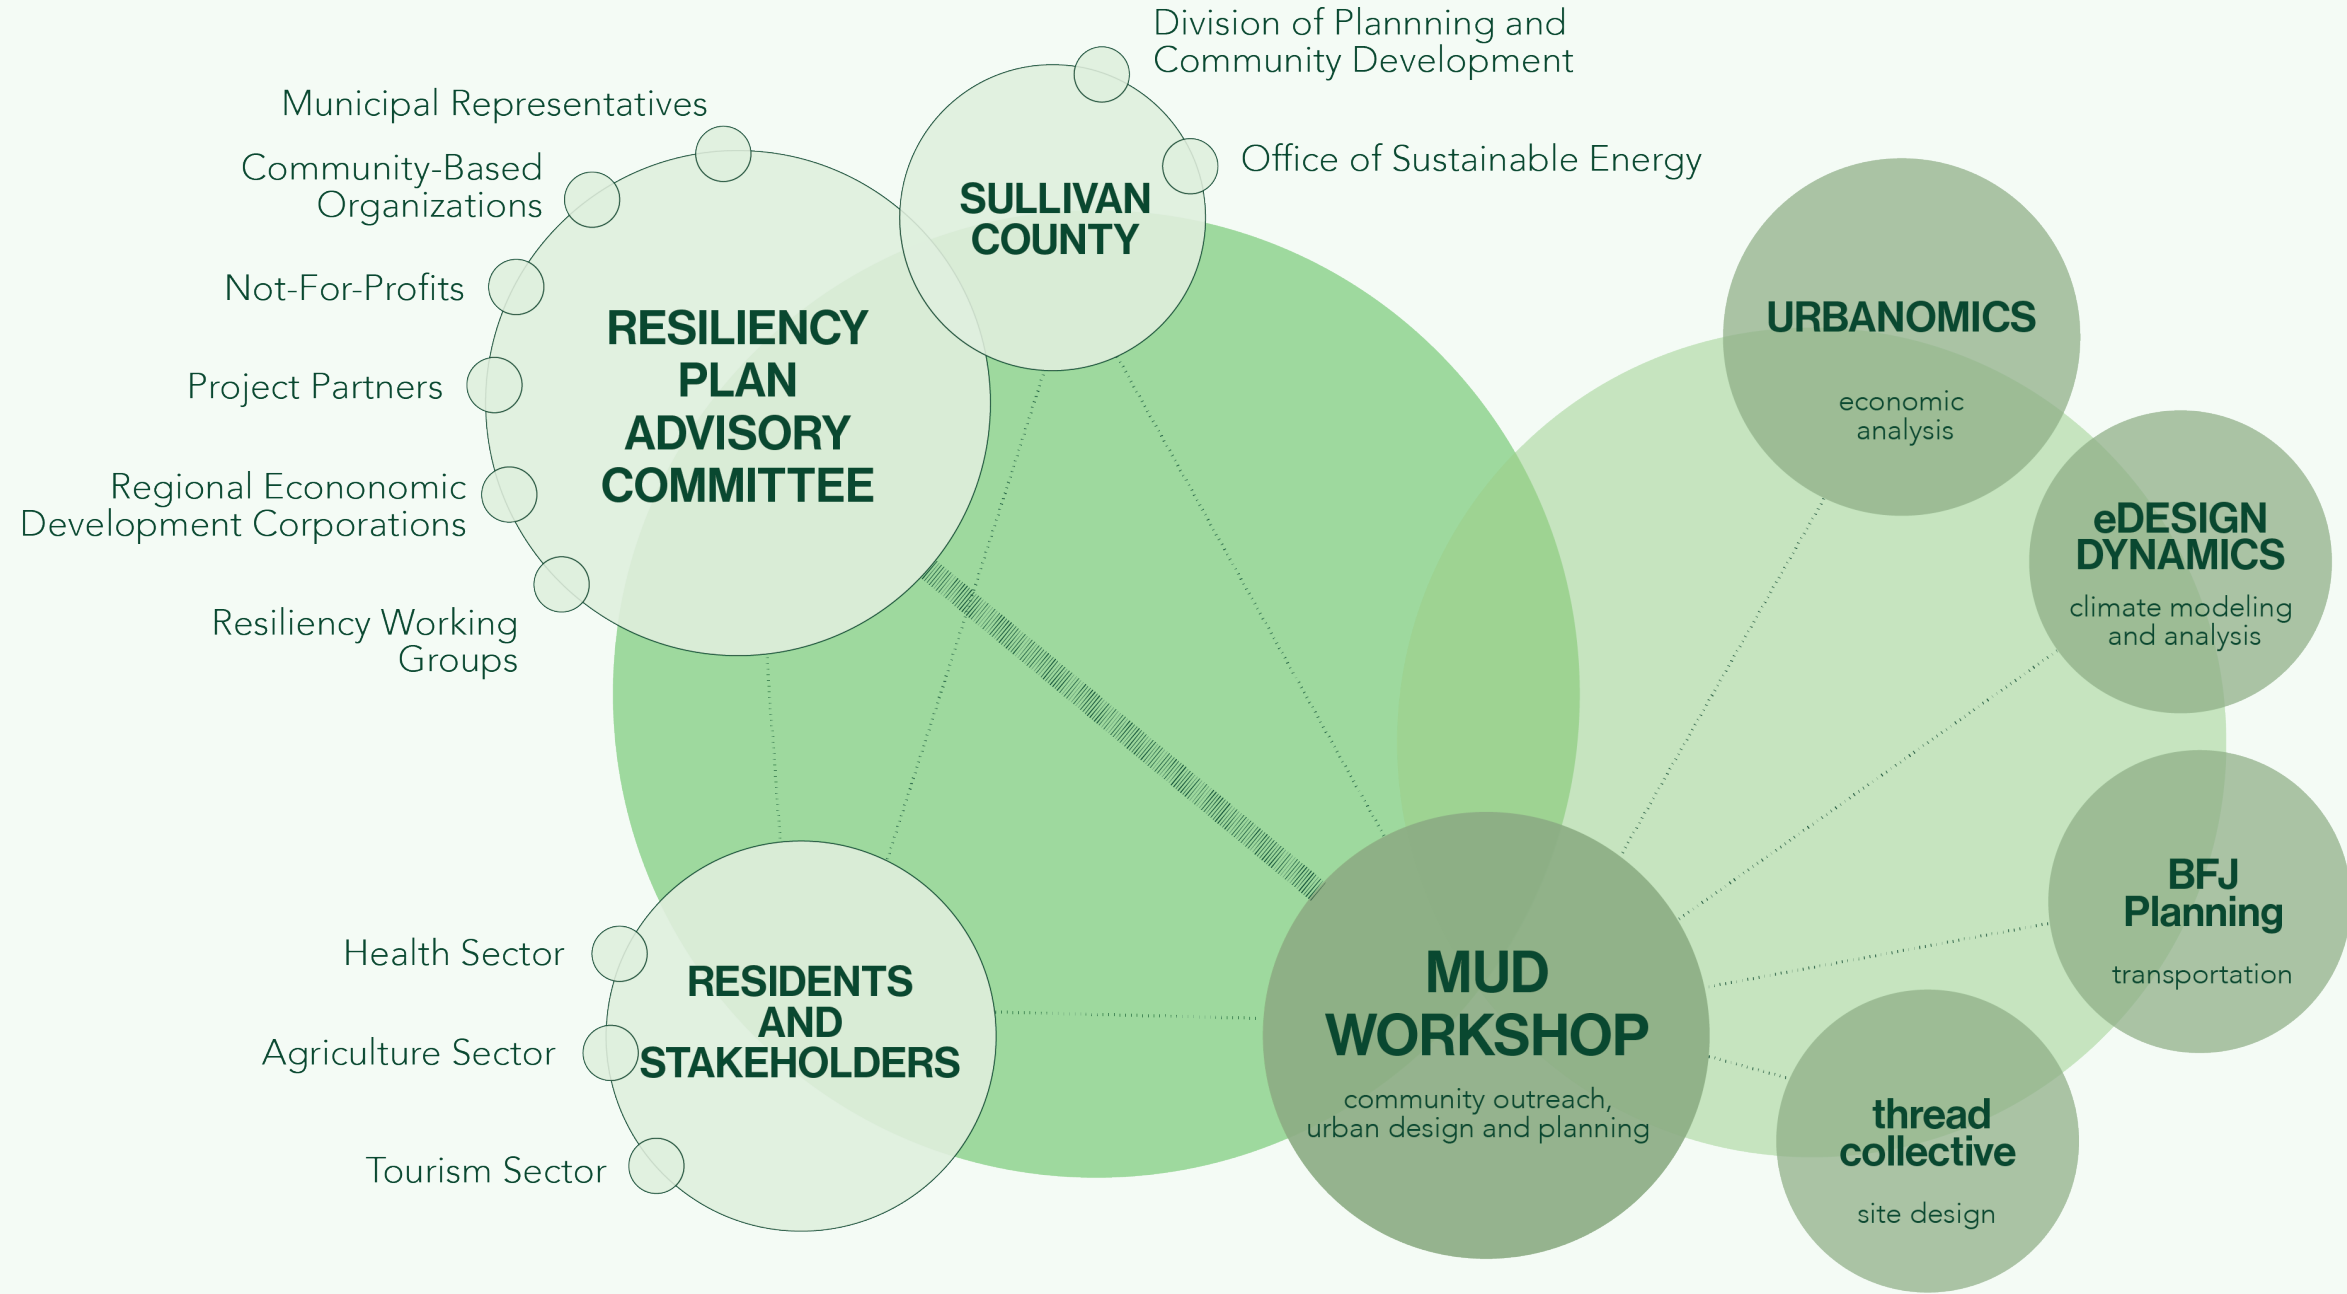 Division of Plannning and
Community Development
Office of Sustainable Energy
SULLIVAN
COUNTY
Municipal Representatives
Community-Based
Organizations
Not-For-Profits
Project Partners
Regional Econonomic
Development Corporations
Resiliency Working
Groups
RESILIENCY
PLAN
ADVISORY
COMMITTEE
URBANOMICS
economic
analysis
eDESIGN
DYNAMICS
climate modeling
and analysis
BFJ
Planning
transportation
thread
collective
site design
MUD
WORKSHOP
community outreach,
urban design and planning
RESIDENTS
AND
STAKEHOLDERS
Health Sector
Agriculture Sector
Tourism Sector